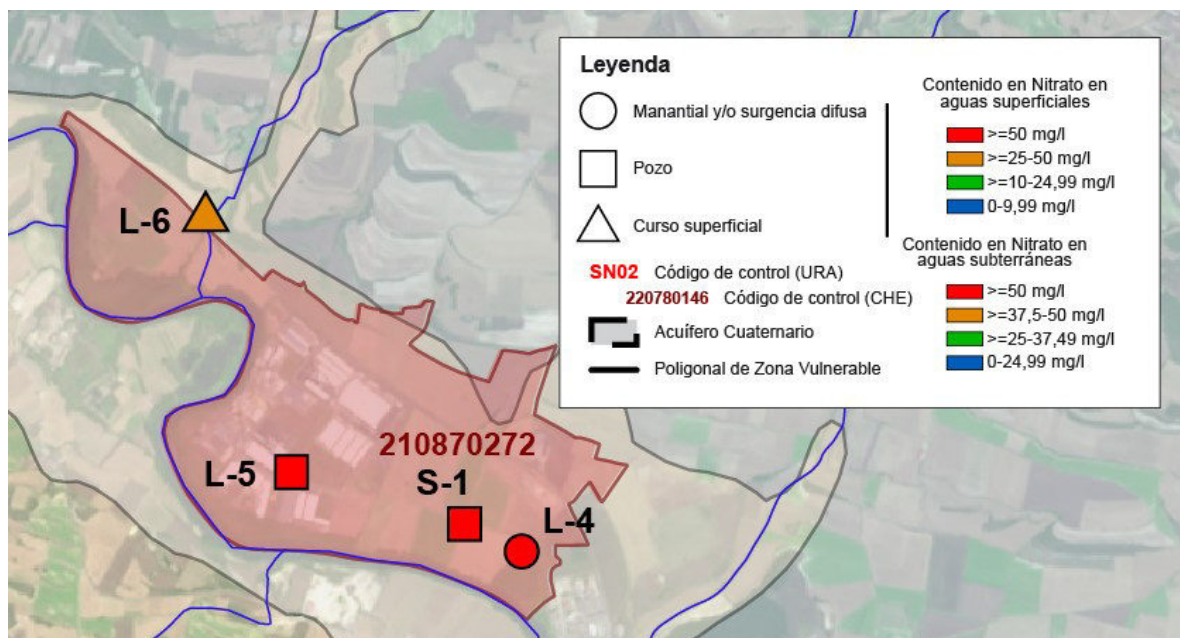 Leyenda
Manantial y/o surgencia difusa
Pozo
Curso superficial
SN02 Código de control (URA)
220780146 Código de control (CHE)
Acuífero Cuaternario
Poligonal de Zona Vulnerable
Contenido en Nitrato en
aguas superficiales
>=50 mg/l
>=25-50 mg/l
>=10-24,99 mg/l
0-9,99 mg/l
Contenido en Nitrato en
aguas subterráneas
>=50 mg/l
>=37,5-50 mg/l
>=25-37,49 mg/l
0-24,99 mg/l
L-6
210870272
L-5
S-1
L-4